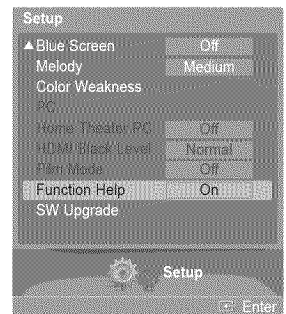 Setup
▲Blue Screen Off
Melody Medium
Color Weakness
PC
Home Theater PC Off
HDMI Black Level Normal
Film Mode Off
Function Help On
SW Upgrade
Setup
Enter